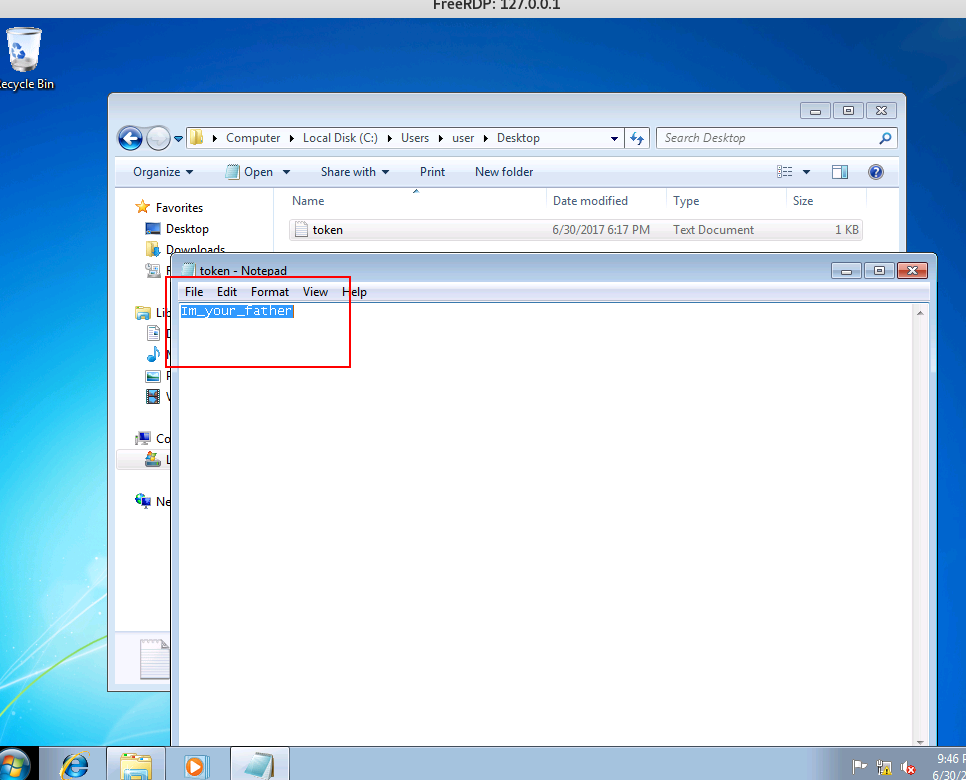 FreeRDP: 127.0.0.1
ecycle Bin
Computer Local Disk (C:) Users user Desktop
Search Desktop
Organize Open Share with Print New folder
Name Date modified Type Size
Favorites
token 6/30/2017 6:17 PM Text Document 1 KB
Desktop
Downloads
token - Notepad
File Edit Format View Help
Im_your_father
Li
Co
L
Ne
9:46 P
6/30/2